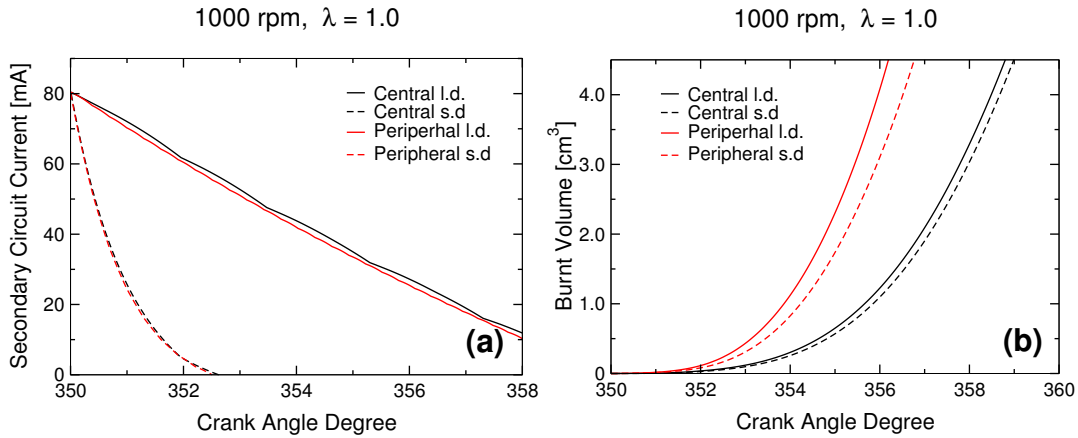 1000 rpm, λ = 1.0
Secondary Circuit Current [mA]
80
60
40
20
0
Central l.d.
Central s.d
Periperhal l.d.
Peripheral s.d
(a)
350
352
354
356
358
Crank Angle Degree
1000 rpm, λ = 1.0
Burnt Volume [cm³]
4.0
3.0
2.0
1.0
0
Central l.d.
Central s.d
Periperhal l.d.
Peripheral s.d
(b)
350
352
354
356
358
360
Crank Angle Degree